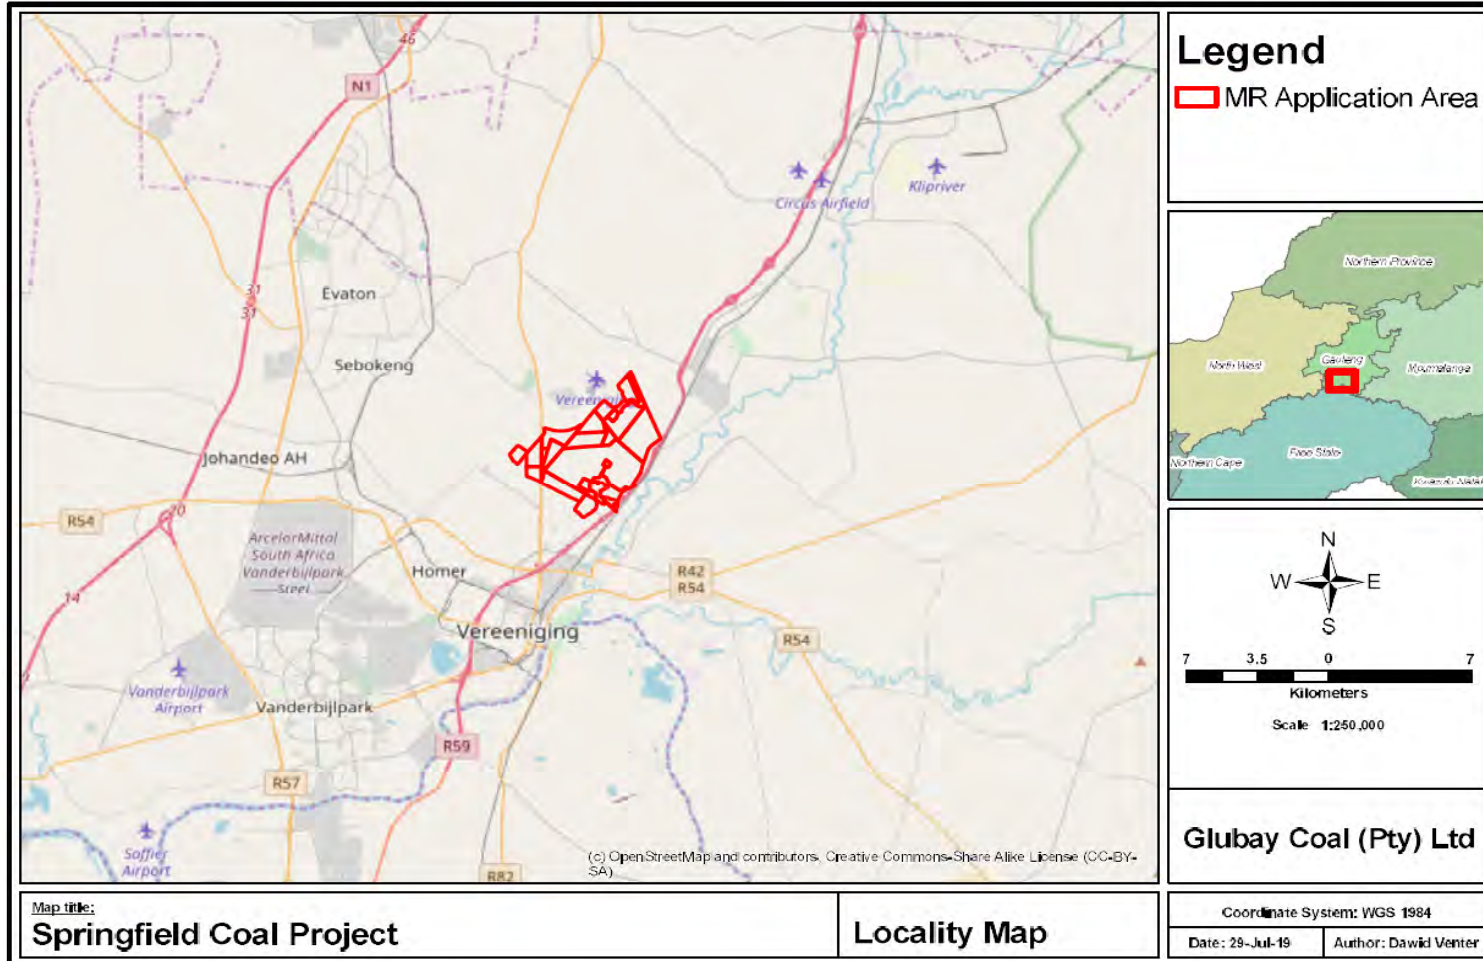 46
N1
Circus Airfield
Klipriver
31
31
Evaton
Sebokeng
Johandeo AH
R54
20
ArcelorMittal
South Africa
Vanderbijlpark
Steel
Homer
R42
R54
14
Vereeniging
R54
Vanderbijlpark
Airport
Vanderbijlpark
R59
R57
Saffier
Airport
R82
(c) OpenStreetMap and contributors, Creative Commons-Share Alike License (CC-BY-
SA)
Legend
MR Application Area
Northern Province
North West
Gauteng
Mpumalanga
Northern Cape
Free State
N
W E
S
7 3.5 0 7
Kilometers
Scale 1:250,000
Glubay Coal (Pty) Ltd
Map title:
Springfield Coal Project
Locality Map
Coordinate System: WGS 1984
Date: 29-Jul-19
Author: Dawid Venter